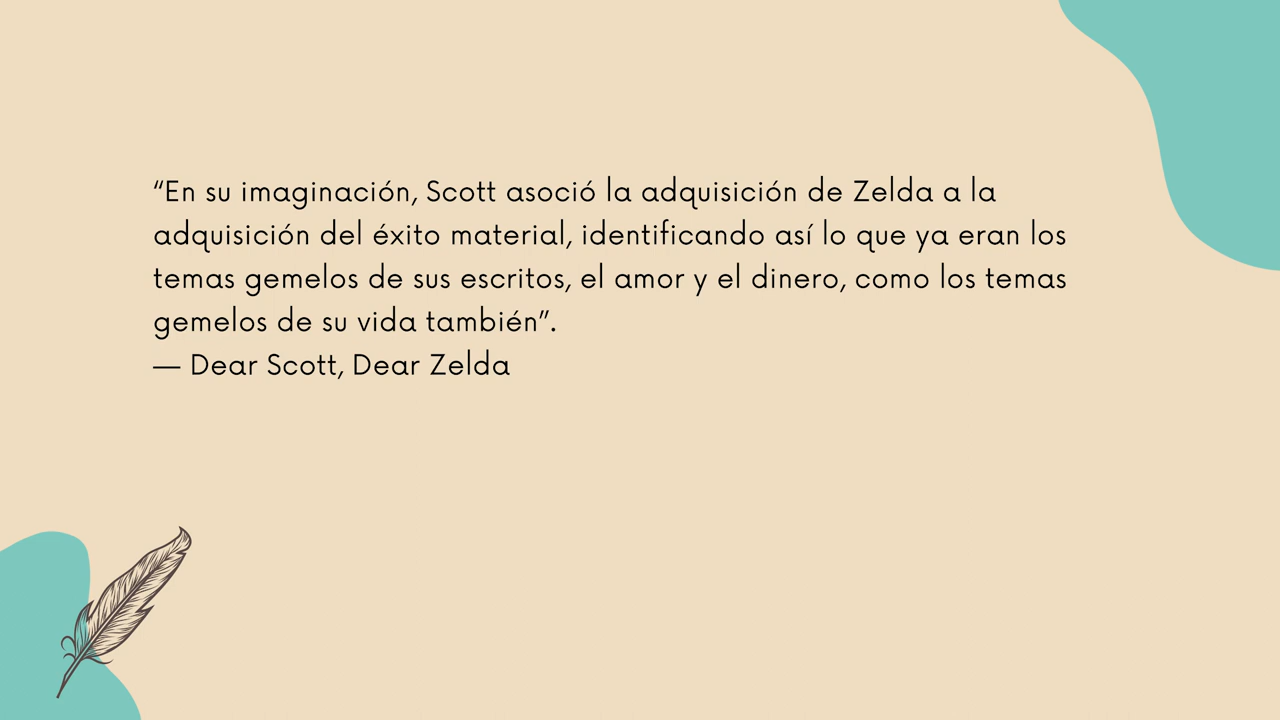 “En su imaginación, Scott asoció la adquisición de Zelda a la
adquisición del éxito material, identificando así lo que ya eran los
temas gemelos de sus escritos, el amor y el dinero, como los temas
gemelos de su vida también”.
— Dear Scott, Dear Zelda